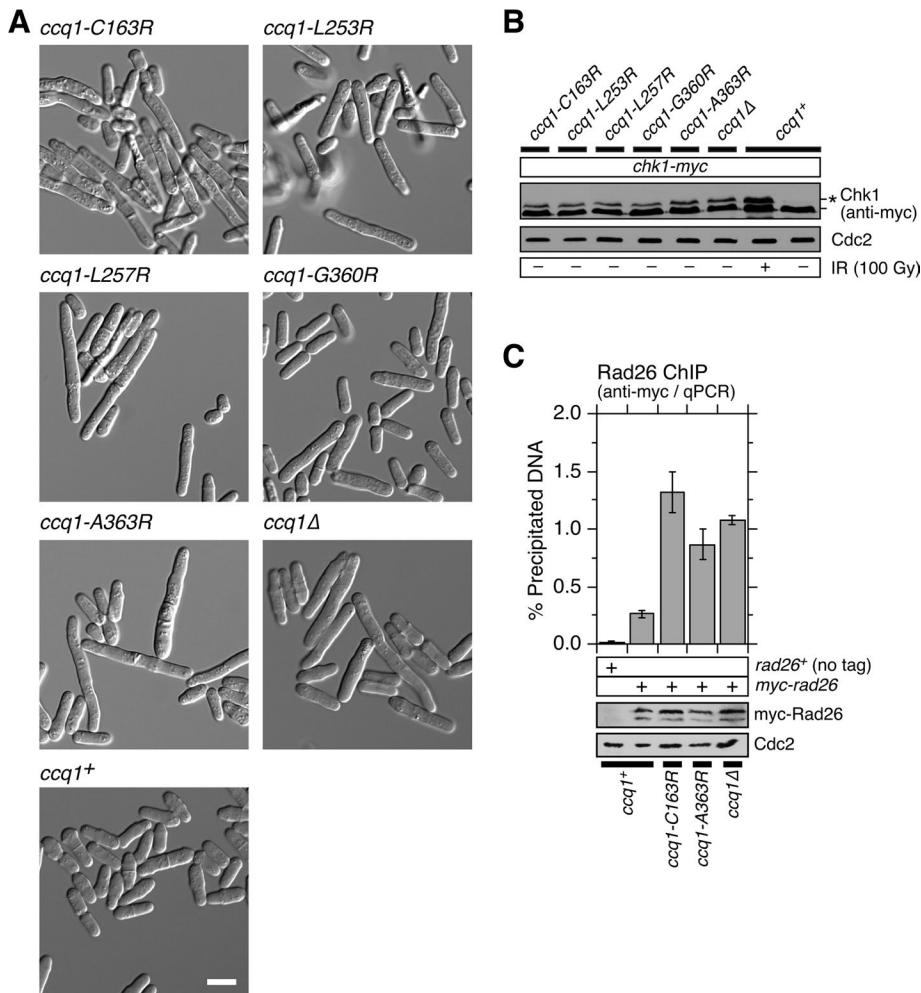 A
ccq1-C163R
ccq1-L253R
ccq1-L257R
ccq1-G360R
ccq1-A363R
ccq1Δ
ccq1+
B
ccq1-C163R
ccq1-L253R
ccq1-L257R
ccq1-G360R
ccq1-A363R
ccq1Δ
ccq1+
chk1-myc
* Chk1
(anti-myc)
Cdc2
– – – – – – + – IR (100 Gy)
C
Rad26 ChIP
(anti-myc / qPCR)
% Precipitated DNA
2.0
1.5
1.0
0.5
0.0
+ rad26+ (no tag)
+ + + + myc-rad26
myc-Rad26
Cdc2
ccq1+
ccq1-C163R
ccq1-A363R
ccq1Δ